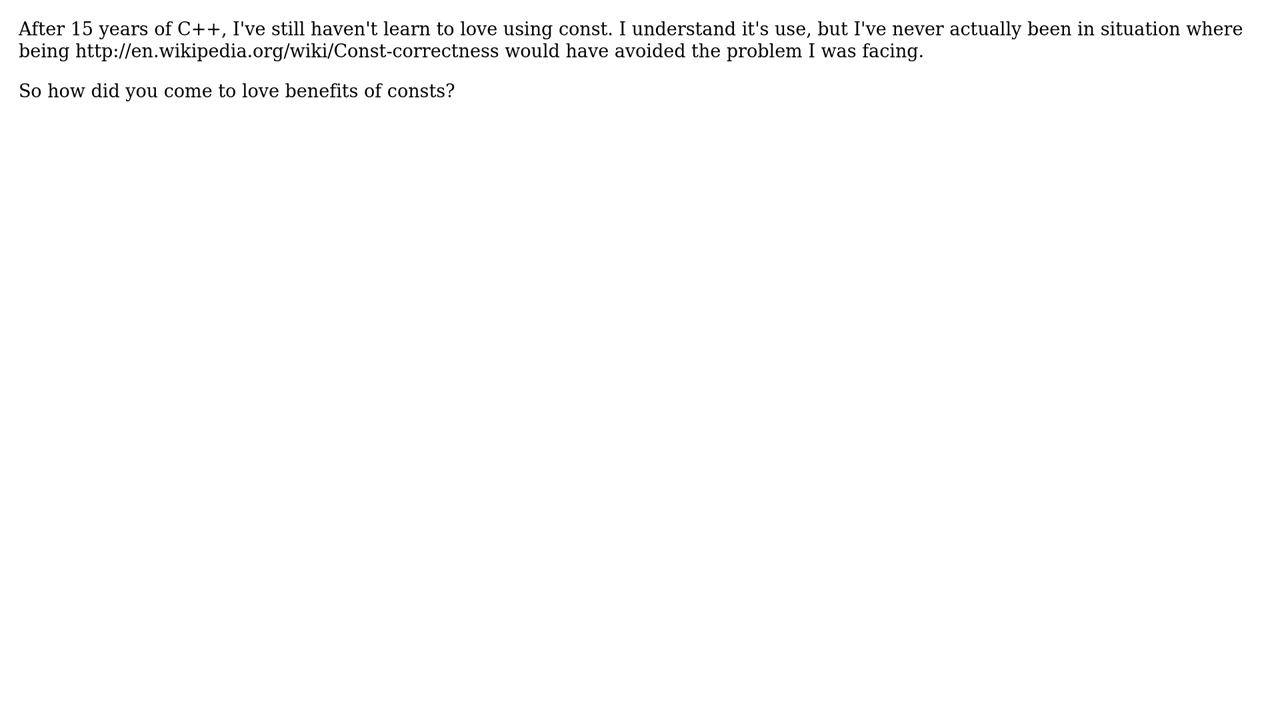 After 15 years of C++, I've still haven't learn to love using const. I understand it's use, but I've never actually been in situation where
being http://en.wikipedia.org/wiki/Const-correctness would have avoided the problem I was facing.
So how did you come to love benefits of consts?